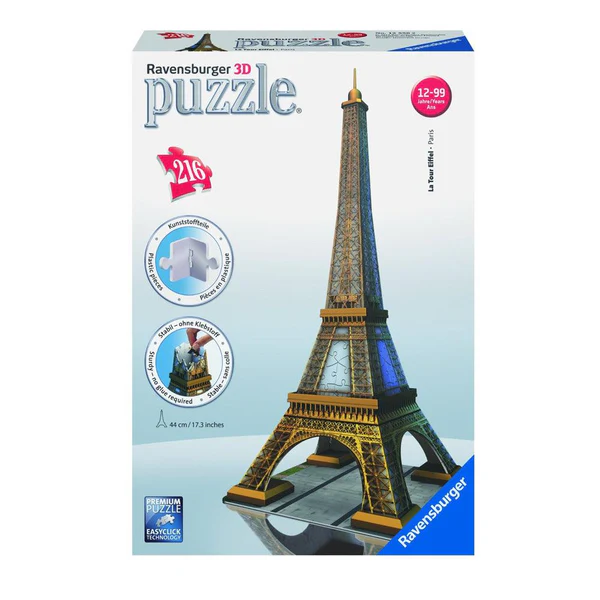 Ravensburger 3D
puzzle®
12-99
Jahre/Years
Ans
La Tour Eiffel · Paris
216
Kunststoffteile
Plastic pieces
Pièces en plastique
Stabil – ohne Klebstoff
Sturdy – no glue required
Stable – sans colle
44 cm / 17.3 inches
PREMIUM
PUZZLE
EASYCLICK
TECHNOLOGY
Ravensburger